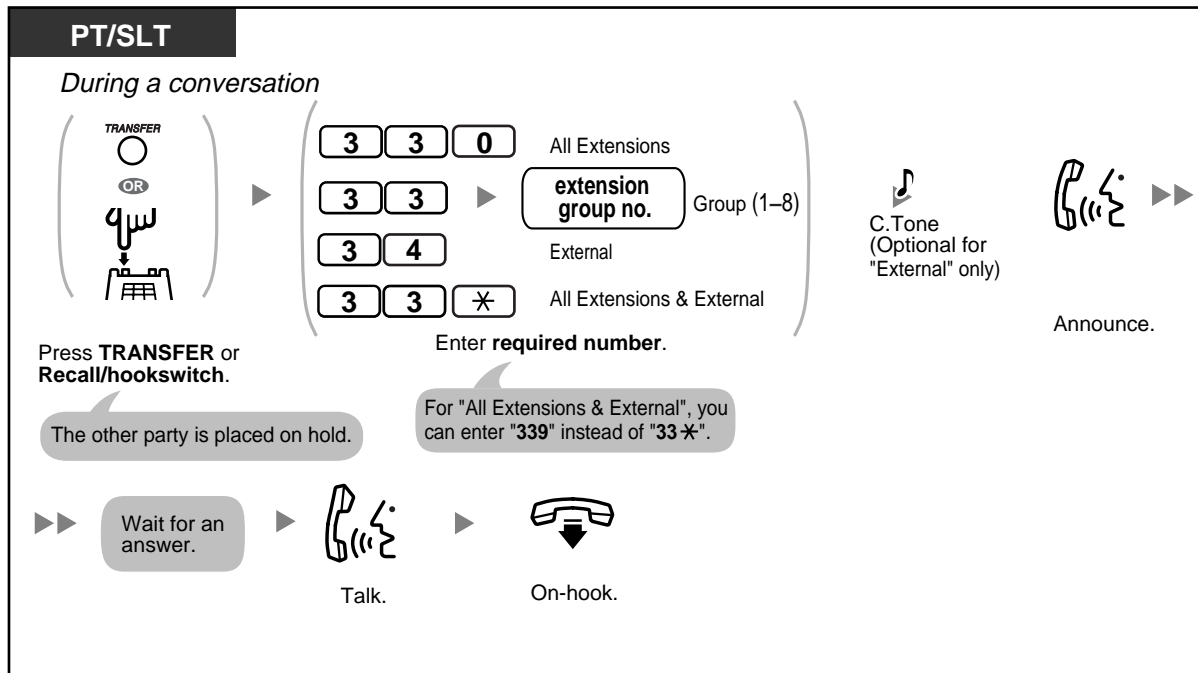 PT/SLT
During a conversation
TRANSFER
OR
3 3 0 All Extensions
3 3 extension group no. Group (1–8)
3 4 External
3 3 ✳ All Extensions & External
Press TRANSFER or
Recall/hookswitch.
The other party is placed on hold.
Enter required number.
For "All Extensions & External", you
can enter "339" instead of "33✳".
C.Tone
(Optional for
"External" only)
Announce.
Wait for an
answer.
Talk.
On-hook.